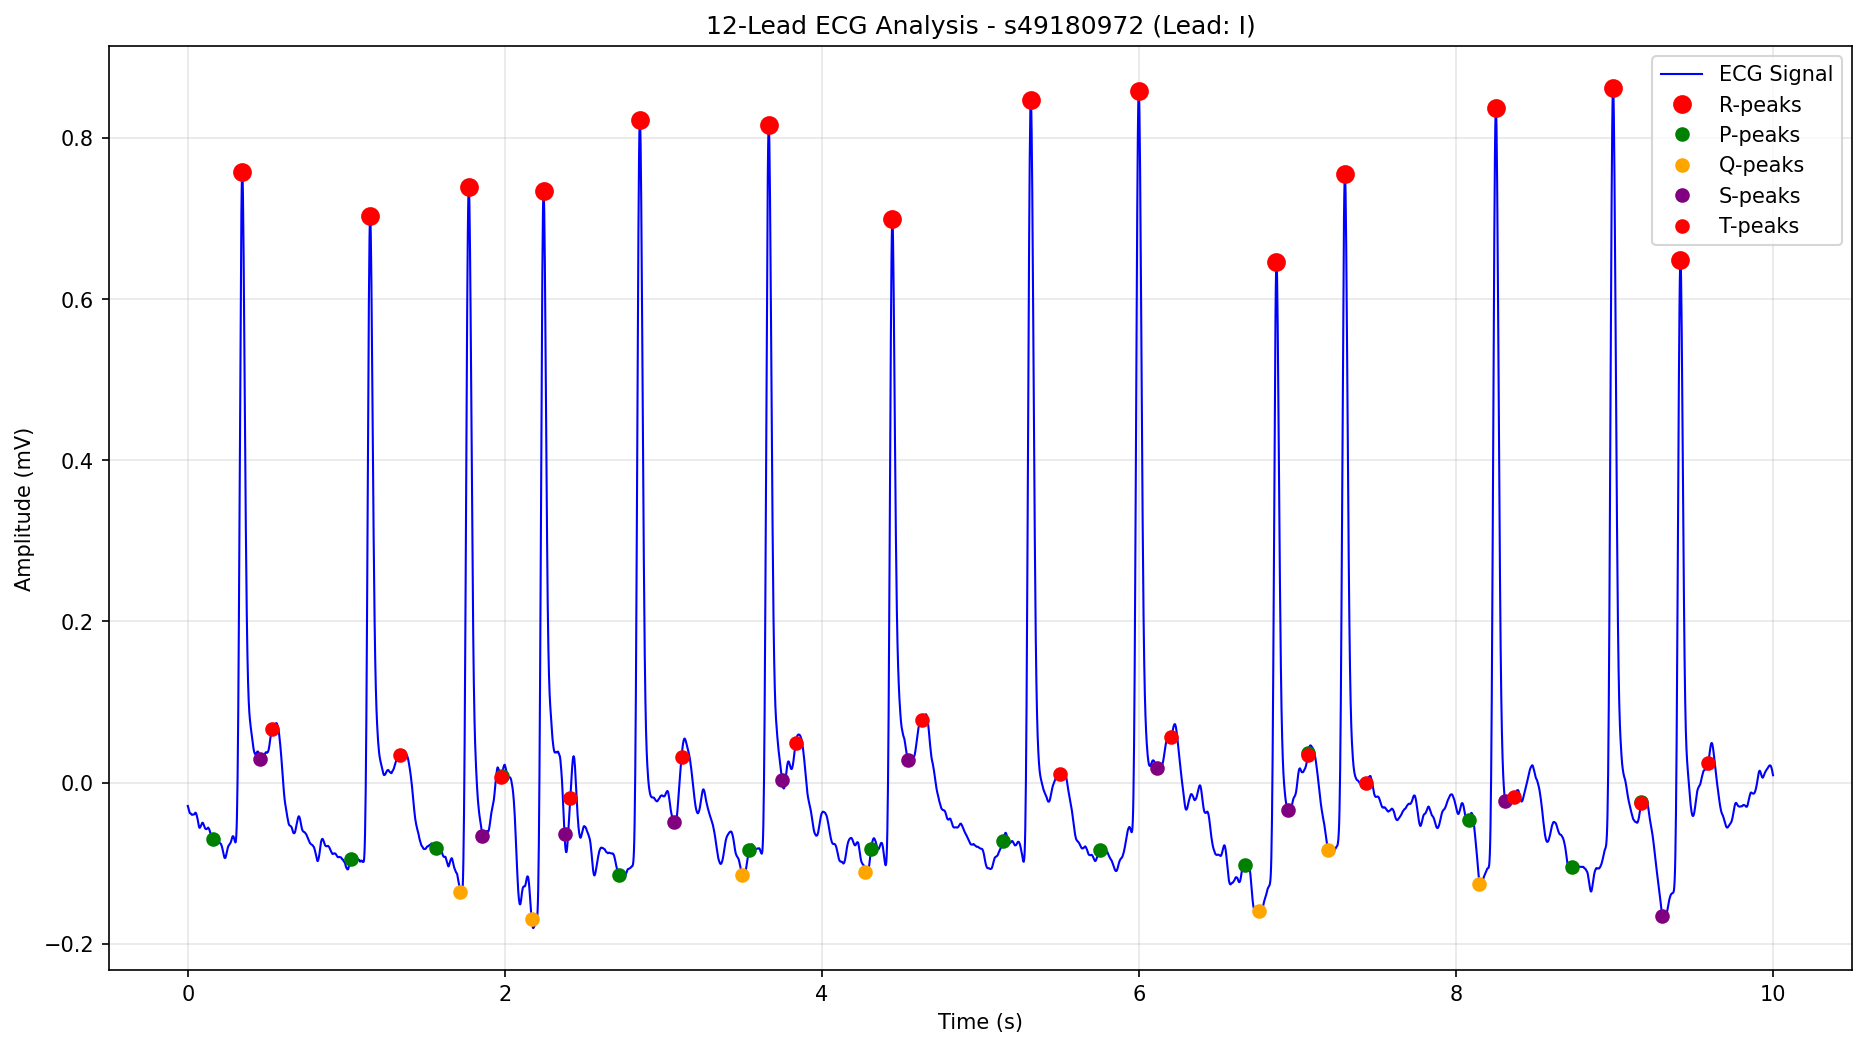 12-Lead ECG Analysis - s49180972 (Lead: I)
ECG Signal
R-peaks
P-peaks
Q-peaks
S-peaks
T-peaks
Amplitude (mV)
0.8
0.6
0.4
0.2
0.0
−0.2
0 2 4 6 8 10
Time (s)